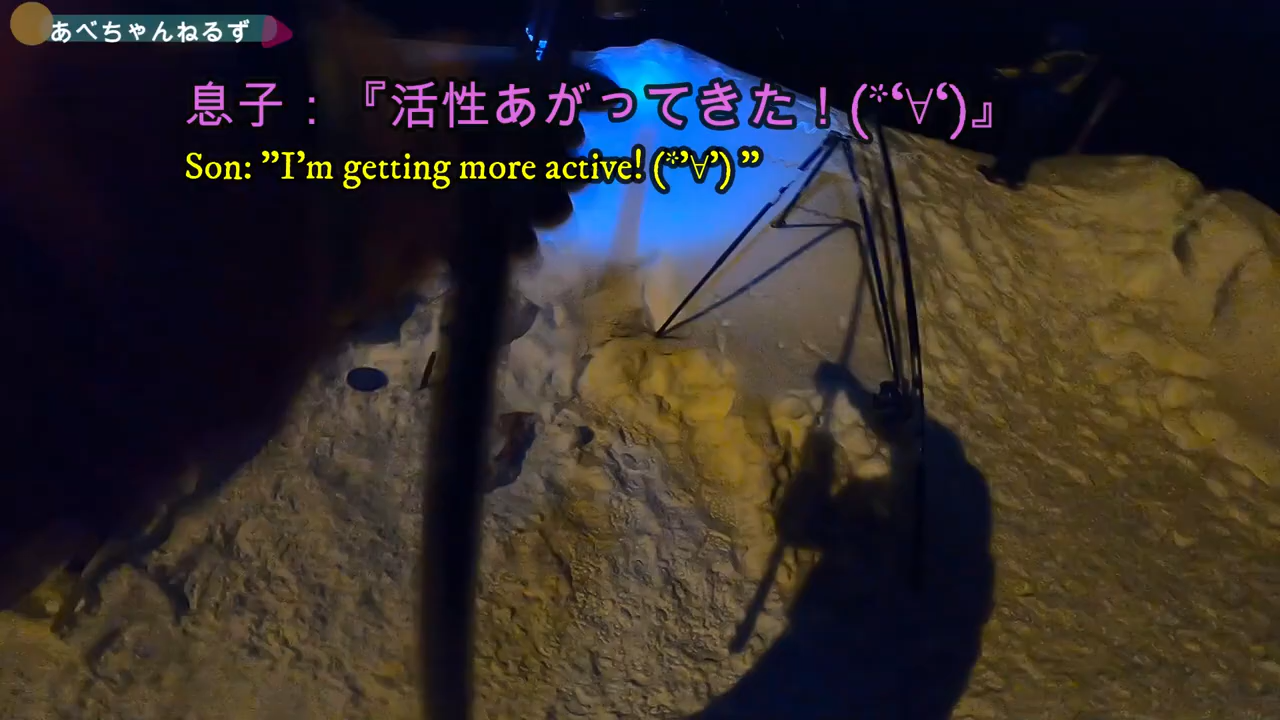 あべちゃんねるず
息子：『活性あがってきた！(*‘∀‘)』
Son: ”I’m getting more active! (*’∀’) ”